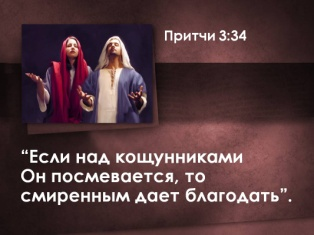 Притчи 3:34
“Если над кощунниками
Он посмевается, то
смиренным дает благодать”.